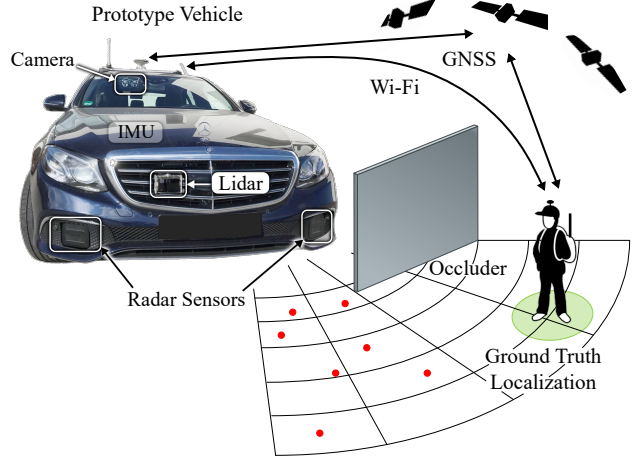 Prototype Vehicle
Camera
GNSS
Wi-Fi
IMU
Lidar
Occluder
Radar Sensors
Ground Truth
Localization